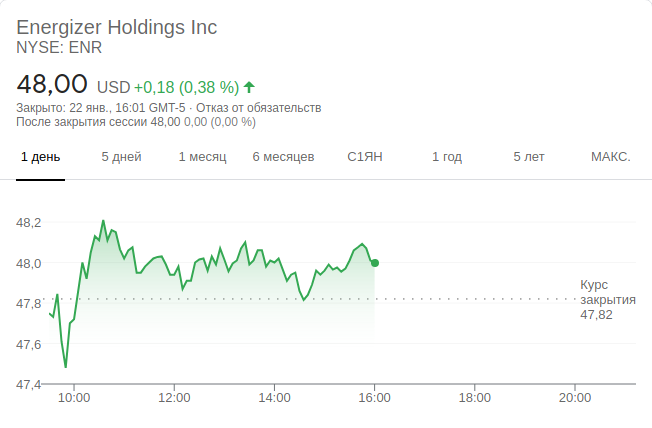 Energizer Holdings Inc
NYSE: ENR
48,00 USD +0,18 (0,38 %)
Закрыто: 22 янв., 16:01 GMT-5 · Отказ от обязательств
После закрытия сессии 48,00 0,00 (0,00 %)
1 день 5 дней 1 месяц 6 месяцев С1ЯН 1 год 5 лет МАКС.
48,2
48,0
47,8
47,6
47,4
Курс
закрытия
47,82
10:00 12:00 14:00 16:00 18:00 20:00